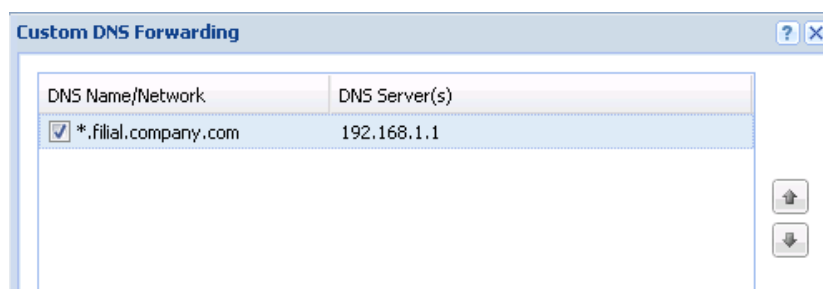 Custom DNS Forwarding
DNS Name/Network DNS Server(s)
*.filial.company.com 192.168.1.1